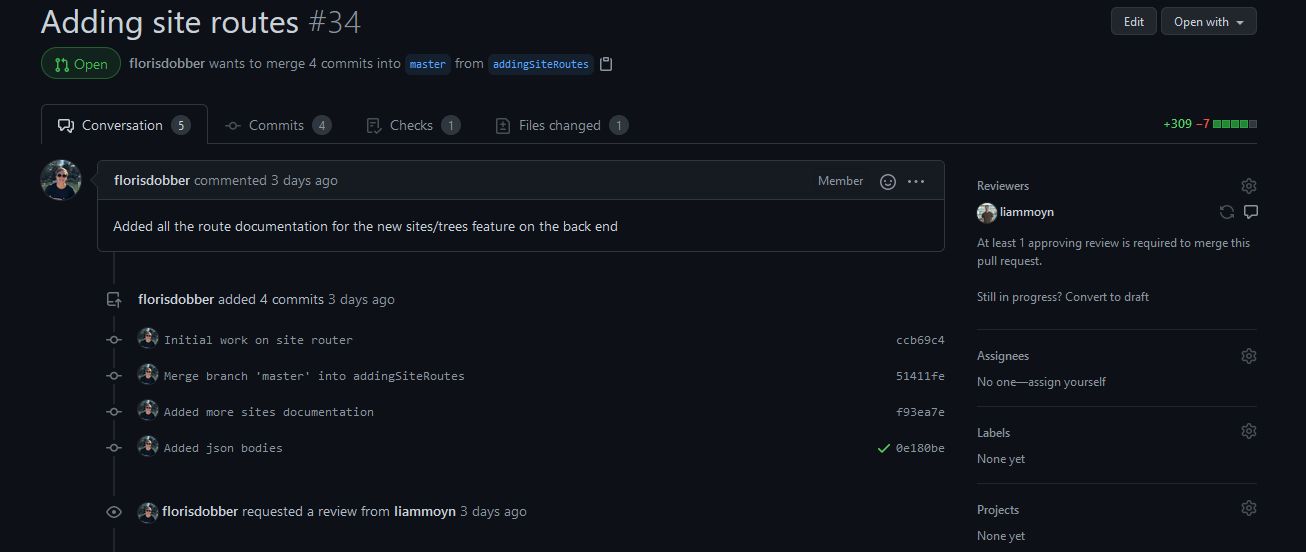 Adding site routes #34
Edit
Open with
Open
florisdobber wants to merge 4 commits into master from addingSiteRoutes
Conversation 5
Commits 4
Checks 1
Files changed 1
+309 −7
florisdobber commented 3 days ago
Member
Added all the route documentation for the new sites/trees feature on the back end
florisdobber added 4 commits 3 days ago
Initial work on site router ccb69c4
Merge branch 'master' into addingSiteRoutes 51411fe
Added more sites documentation f93ea7e
Added json bodies 0e180be
florisdobber requested a review from liammoyn 3 days ago
Reviewers
liammoyn
At least 1 approving review is required to merge this
pull request.
Still in progress? Convert to draft
Assignees
No one—assign yourself
Labels
None yet
Projects
None yet